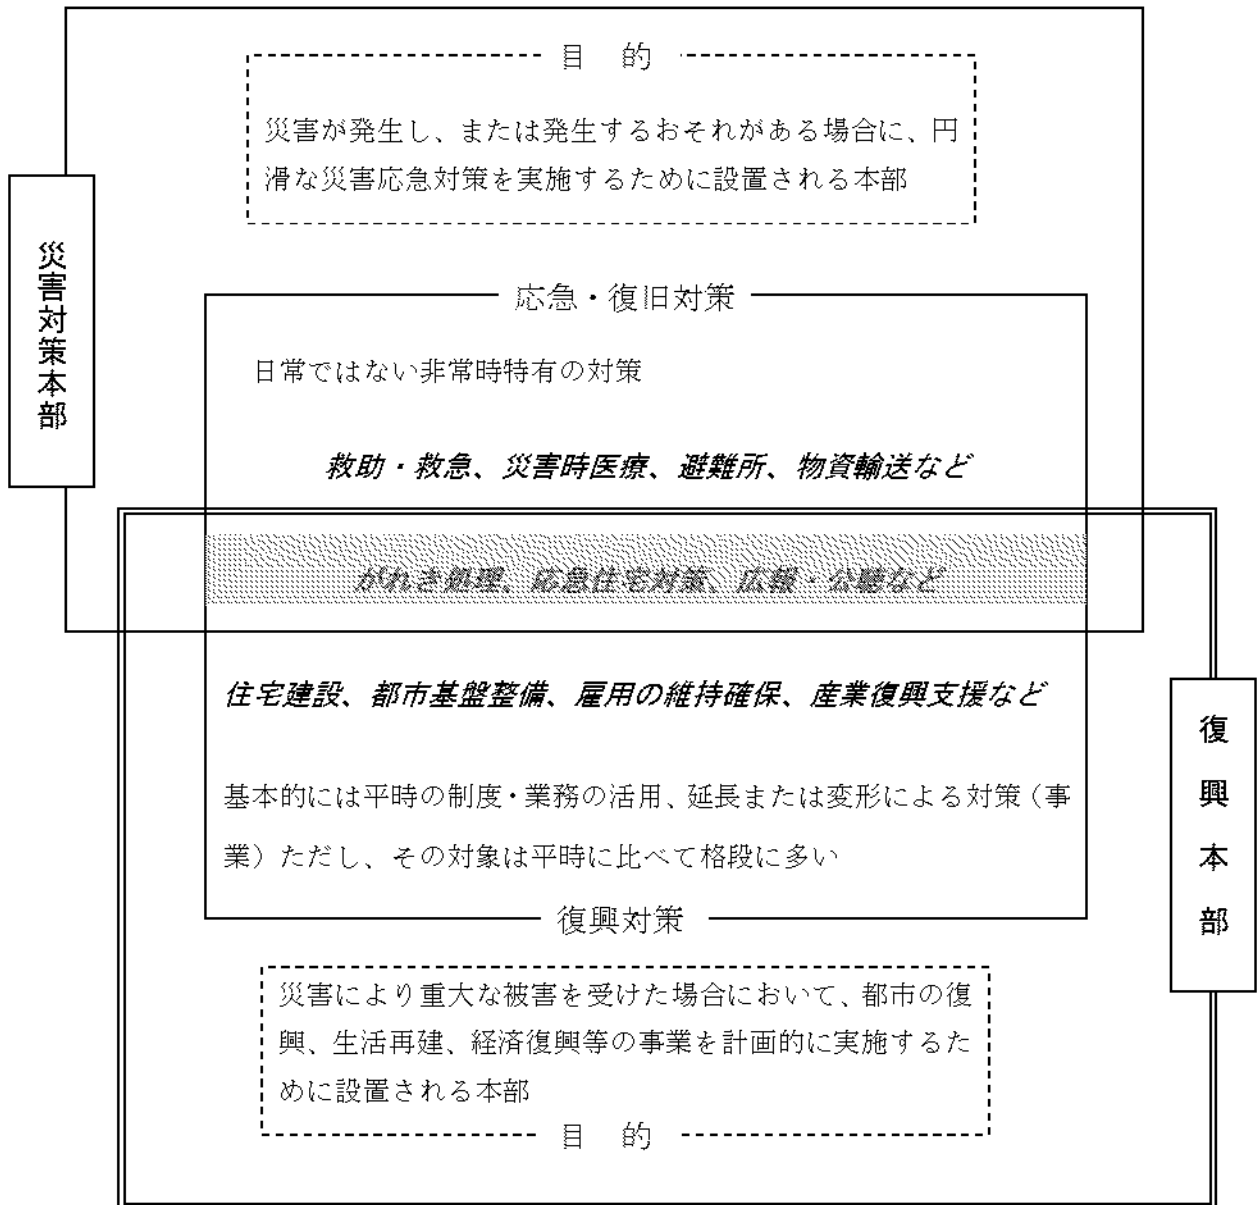 目 的
災害が発生し、または発生するおそれがある場合に、円
滑な災害応急対策を実施するために設置される本部
災害対策本部
応急・復旧対策
日常ではない非常時特有の対策
救助・救急、災害時医療、避難所、物資輸送など
がれき処理、応急住宅対策、広報・公聴など
住宅建設、都市基盤整備、雇用の維持確保、産業復興支援など
復興本部
基本的には平時の制度・業務の活用、延長または変形による対策（事
業）ただし、その対象は平時に比べて格段に多い
復興対策
災害により重大な被害を受けた場合において、都市の復
興、生活再建、経済復興等の事業を計画的に実施するた
めに設置される本部
目 的